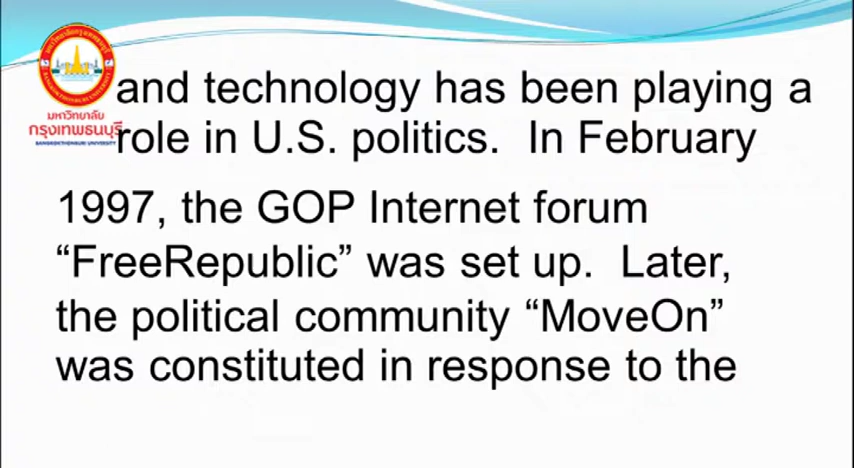 and technology has been playing a
มหาวิทยาลัย
กรุงเทพธนบุรี
BANGKOKTHONBURI UNIVERSITY
role in U.S. politics. In February
1997, the GOP Internet forum
“FreeRepublic” was set up. Later,
the political community “MoveOn”
was constituted in response to the